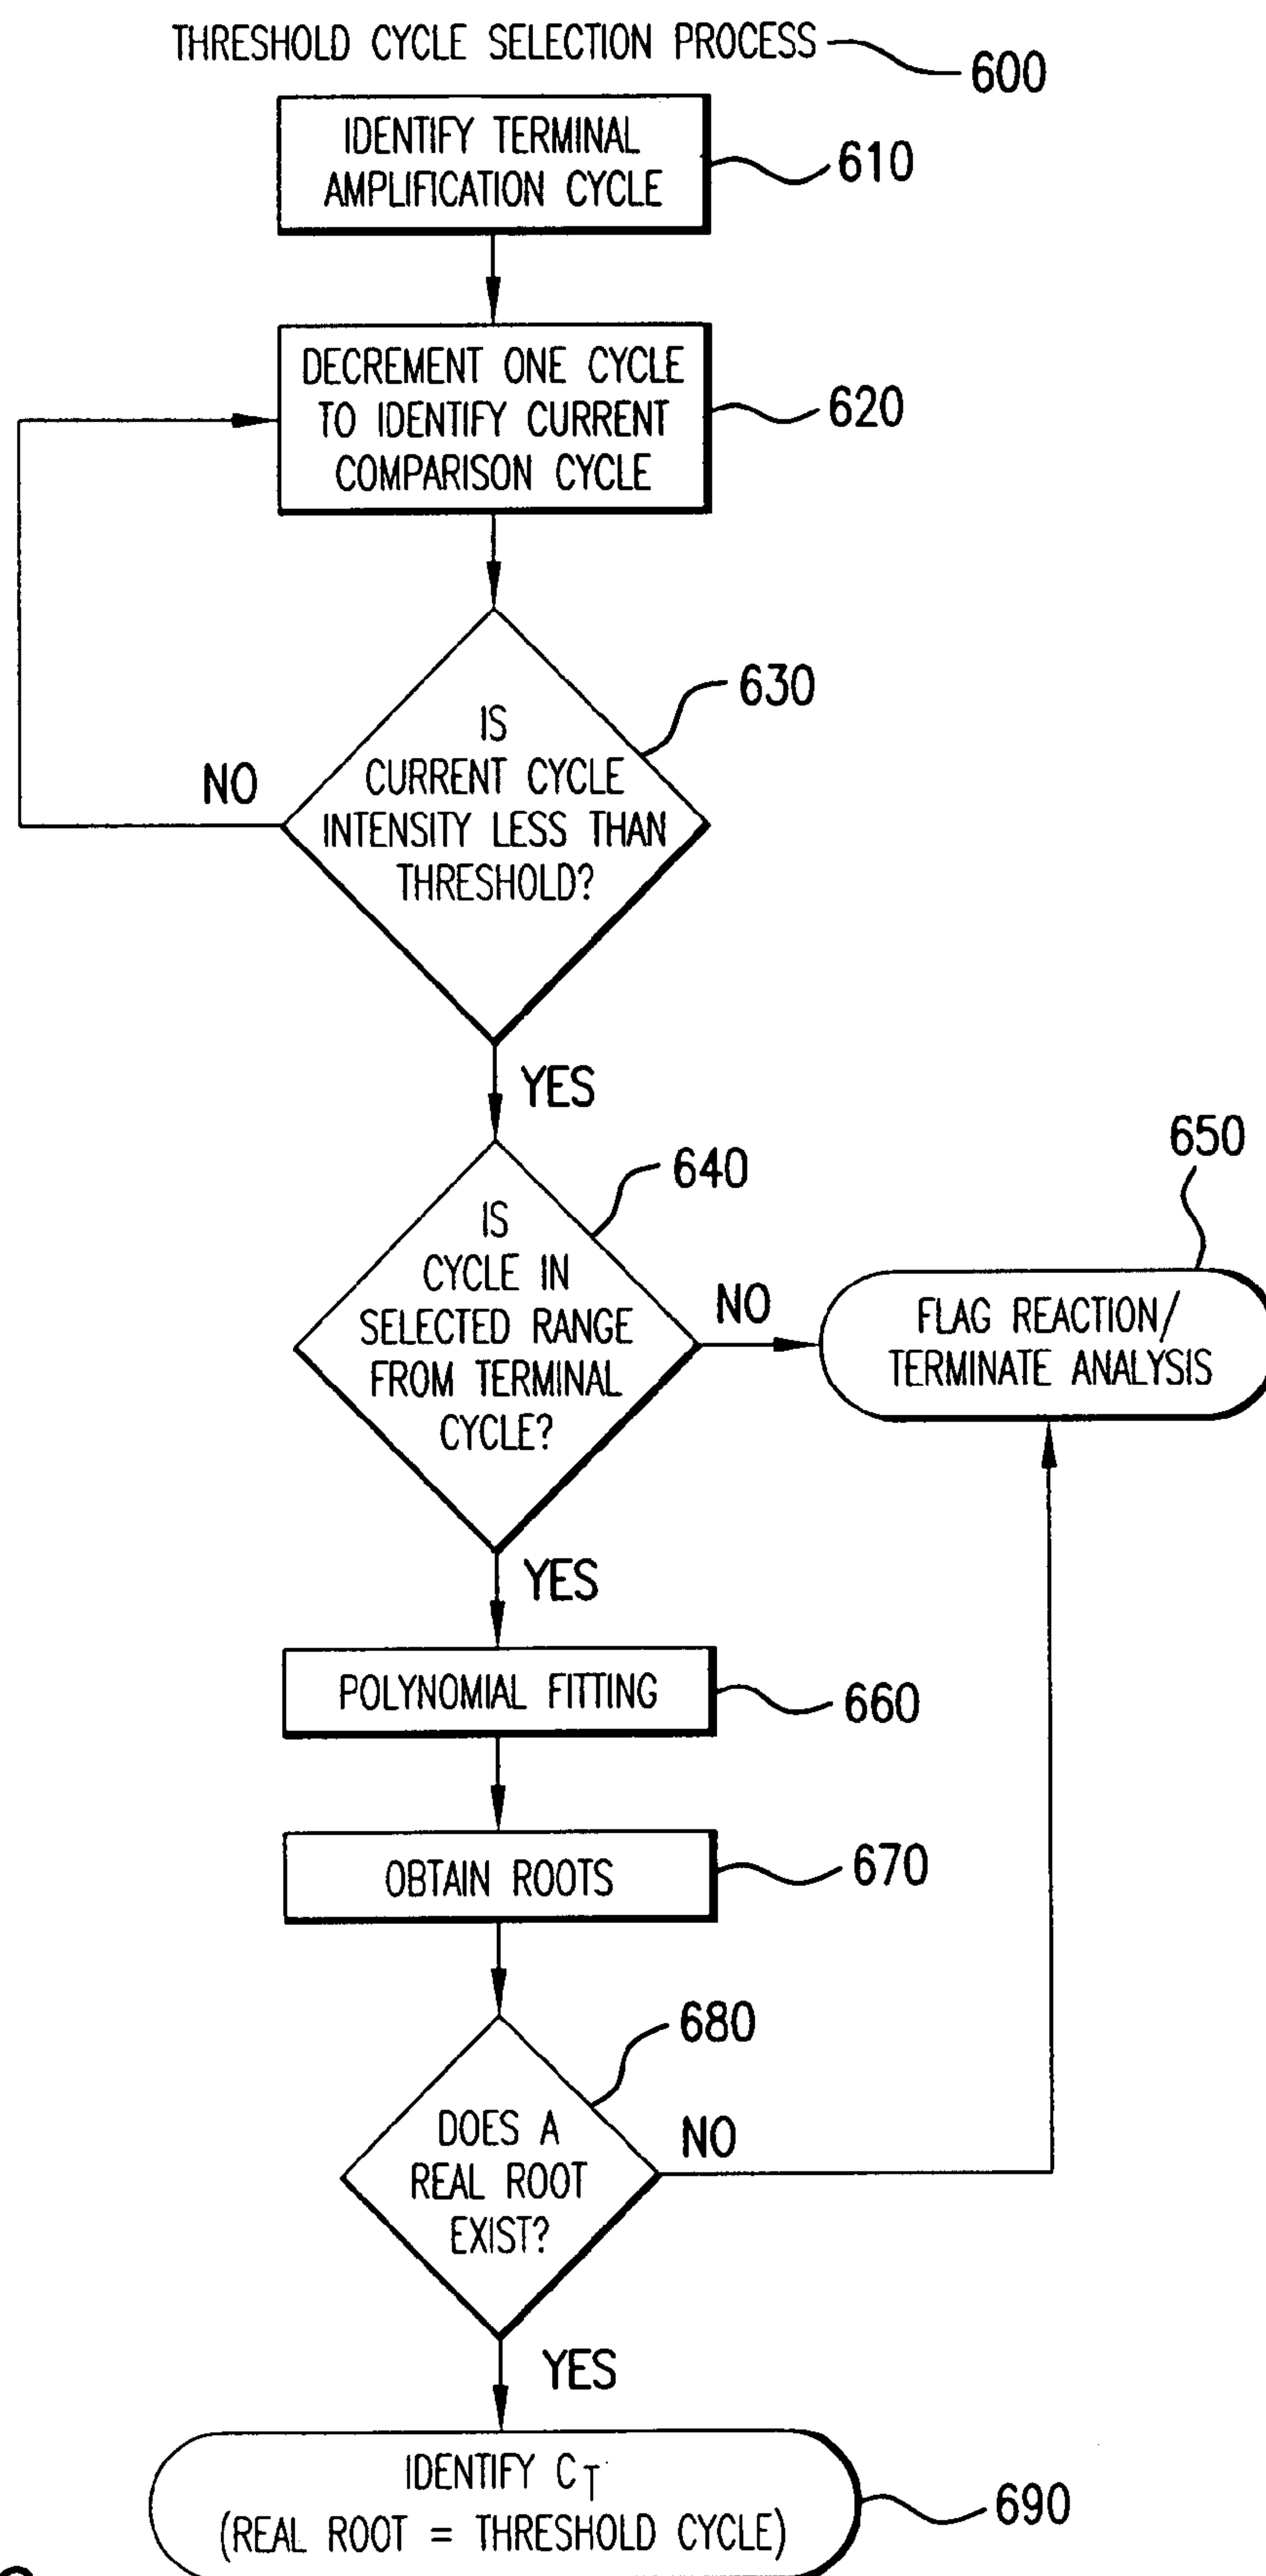 THRESHOLD CYCLE SELECTION PROCESS
600
IDENTIFY TERMINAL
AMPLIFICATION CYCLE
610
DECREMENT ONE CYCLE
TO IDENTIFY CURRENT
COMPARISON CYCLE
620
630
IS
CURRENT CYCLE
INTENSITY LESS THAN
THRESHOLD?
NO
YES
640
IS
CYCLE IN
SELECTED RANGE
FROM TERMINAL
CYCLE?
NO
650
FLAG REACTION/
TERMINATE ANALYSIS
YES
POLYNOMIAL FITTING
660
OBTAIN ROOTS
670
680
DOES A
REAL ROOT
EXIST?
NO
YES
IDENTIFY CT
(REAL ROOT = THRESHOLD CYCLE)
690